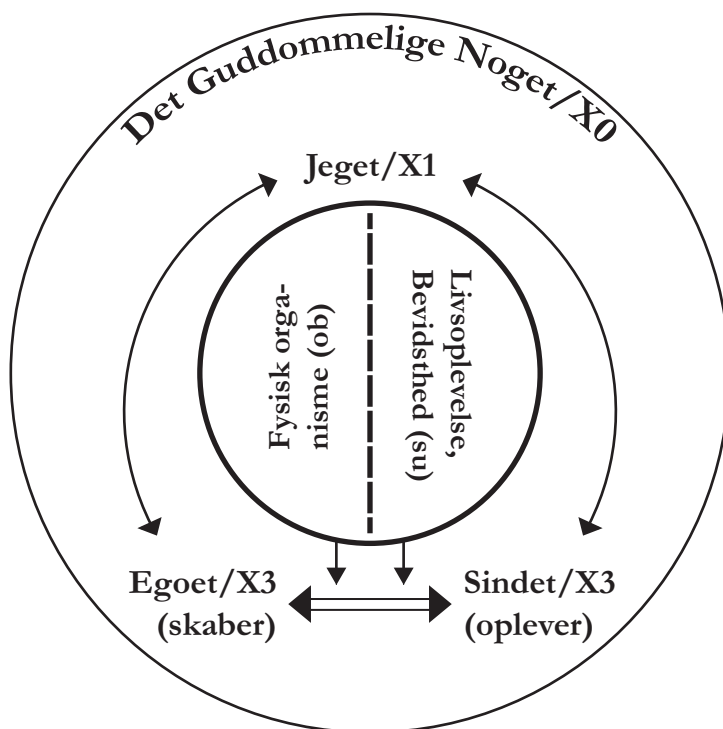 Det Guddommelige Noget/X0
Jeget/X1
Fysisk orga-
nisme (ob)
Livsoplevelse,
Bevidsthed (su)
Egoet/X3
(skaber)
Sindet/X3
(oplever)